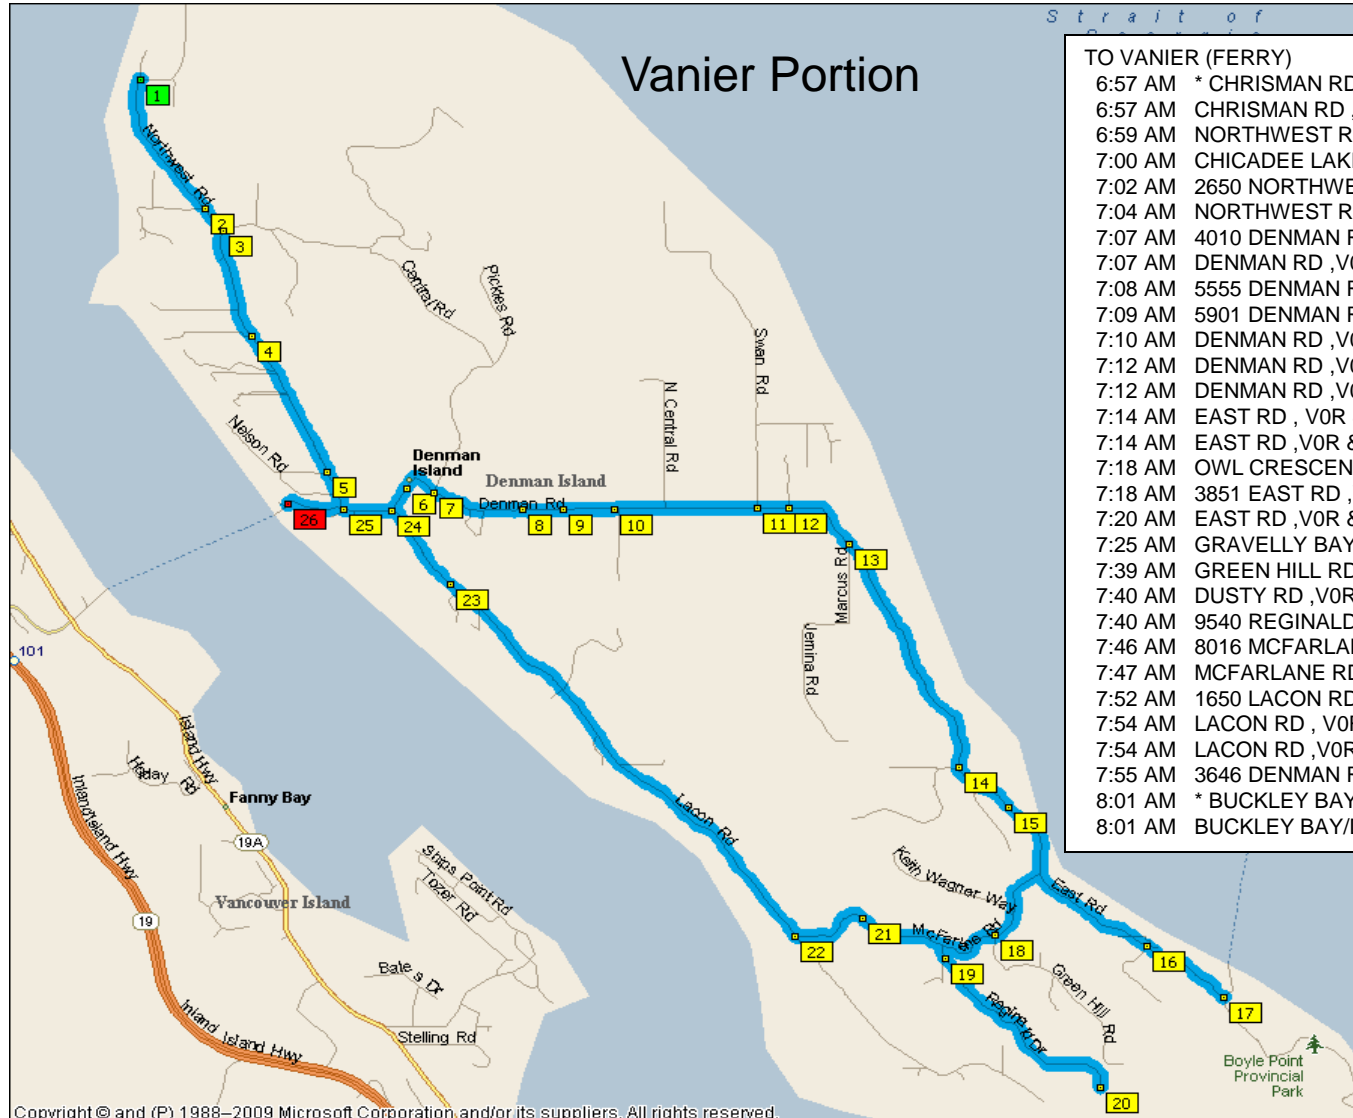 Strait of
Vanier Portion
TO VANIER (FERRY)
6:57 AM * CHRISMAN RD
6:57 AM CHRISMAN RD ,
6:59 AM NORTHWEST R
7:00 AM CHICADEE LAK
7:02 AM 2650 NORTHWE
7:04 AM NORTHWEST R
7:07 AM 4010 DENMAN R
7:07 AM DENMAN RD ,V0
7:08 AM 5555 DENMAN R
7:09 AM 5901 DENMAN R
7:10 AM DENMAN RD ,V0
7:12 AM DENMAN RD ,V0
7:12 AM DENMAN RD ,V0
7:14 AM EAST RD , V0R
7:14 AM EAST RD ,V0R &
7:18 AM OWL CRESCEN
7:18 AM 3851 EAST RD ,
7:20 AM EAST RD ,V0R &
7:25 AM GRAVELLY BAY
7:39 AM GREEN HILL RD
7:40 AM DUSTY RD ,V0R
7:40 AM 9540 REGINALD
7:46 AM 8016 MCFARLA
7:47 AM MCFARLANE RD
7:52 AM 1650 LACON RD
7:54 AM LACON RD , V0R
7:54 AM LACON RD ,V0R
7:55 AM 3646 DENMAN R
8:01 AM * BUCKLEY BAY
8:01 AM BUCKLEY BAY/
1
Northwest Rd
2
3
Central Rd
Pickles Rd
4
Swan Rd
N Central Rd
Nelson Rd
Denman
Island
Denman Island
5
6
7
Denman Rd
26
25
24
8
9
10
11
12
13
Marcus Rd
23
Jemina Rd
101
Island Hwy
Holiday Rd
Inland Island Hwy
Fanny Bay
14
15
Lacon Rd
19A
Ships Point Rd
Tozer Rd
Keith Wagner Way
East Rd
Vancouver Island
19
21
McFarlane Rd
22
18
16
19
Bates Dr
Green Hill Rd
Reginald Dr
17
Inland Island Hwy
Stelling Rd
Boyle Point
Provincial
Park
20
Copyright © and (P) 1988–2009 Microsoft Corporation and/or its suppliers. All rights reserved.